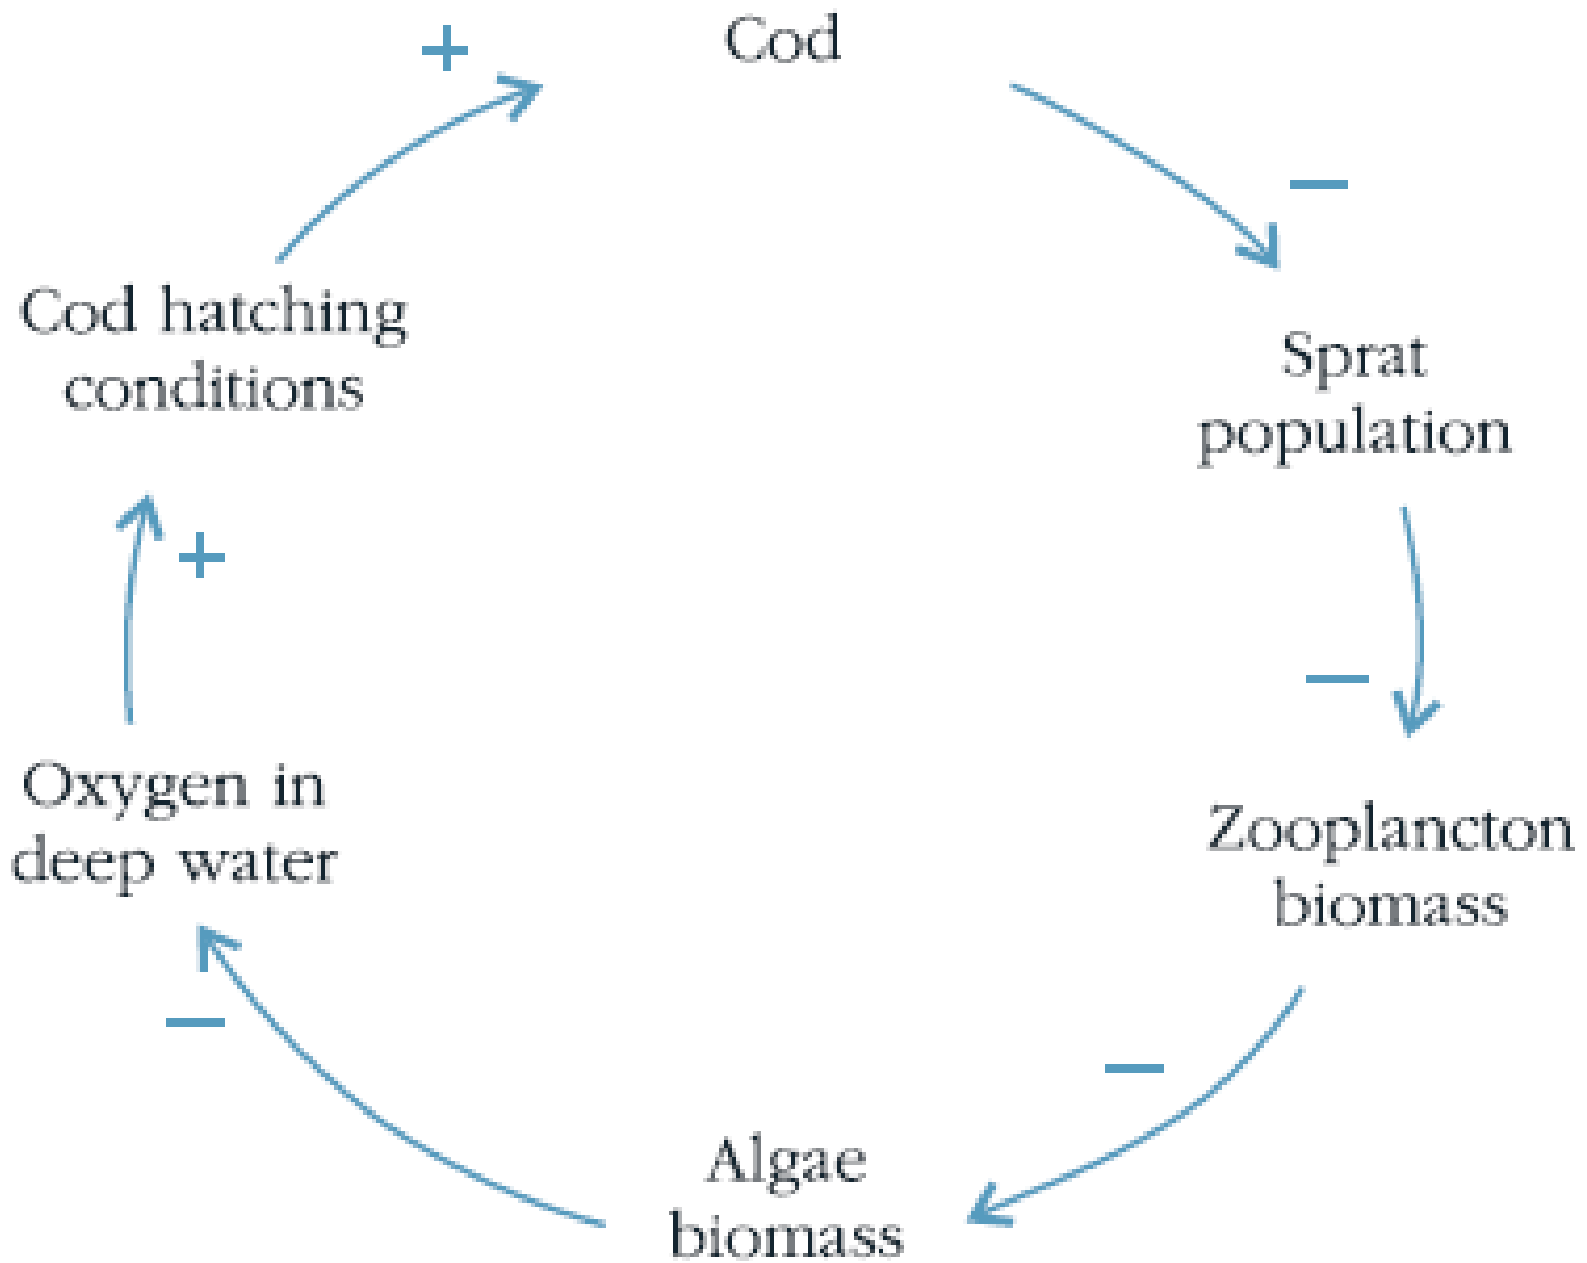 Cod
+
−
Cod hatching
conditions
Sprat
population
+
−
Oxygen in
deep water
Zooplancton
biomass
−
−
Algae
biomass